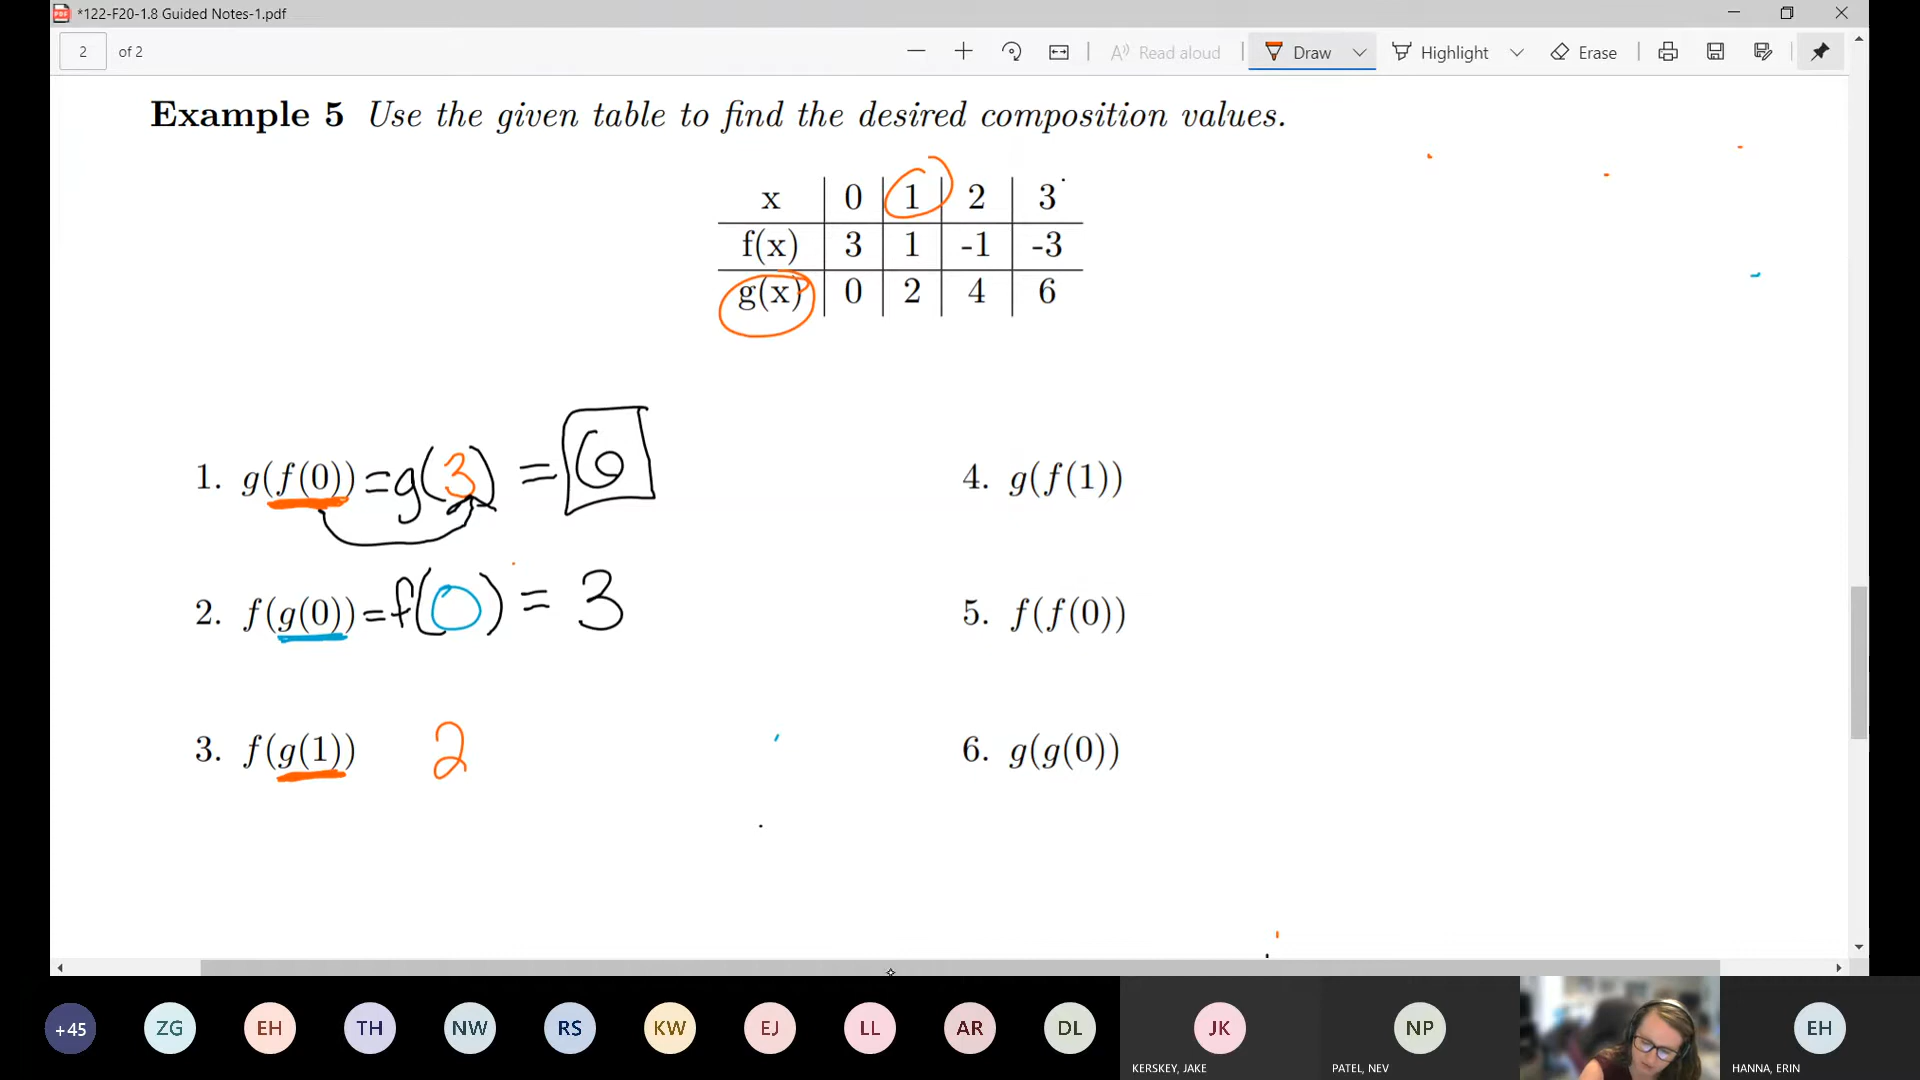 *122-F20-1.8 Guided Notes-1.pdf
2 of 2 Read aloud Draw Highlight Erase
Example 5 Use the given table to find the desired composition values.
x 0 1 2 3
f(x) 3 1 -1 -3
g(x) 0 2 4 6
1. g(f(0)) = g(3) = 6
2. f(g(0)) = f(0) = 3
3. f(g(1)) 2
4. g(f(1))
5. f(f(0))
6. g(g(0))
+45 ZG EH TH NW RS KW EJ LL AR DL JK NP EH
KERSKEY, JAKE PATEL, NEV HANNA, ERIN